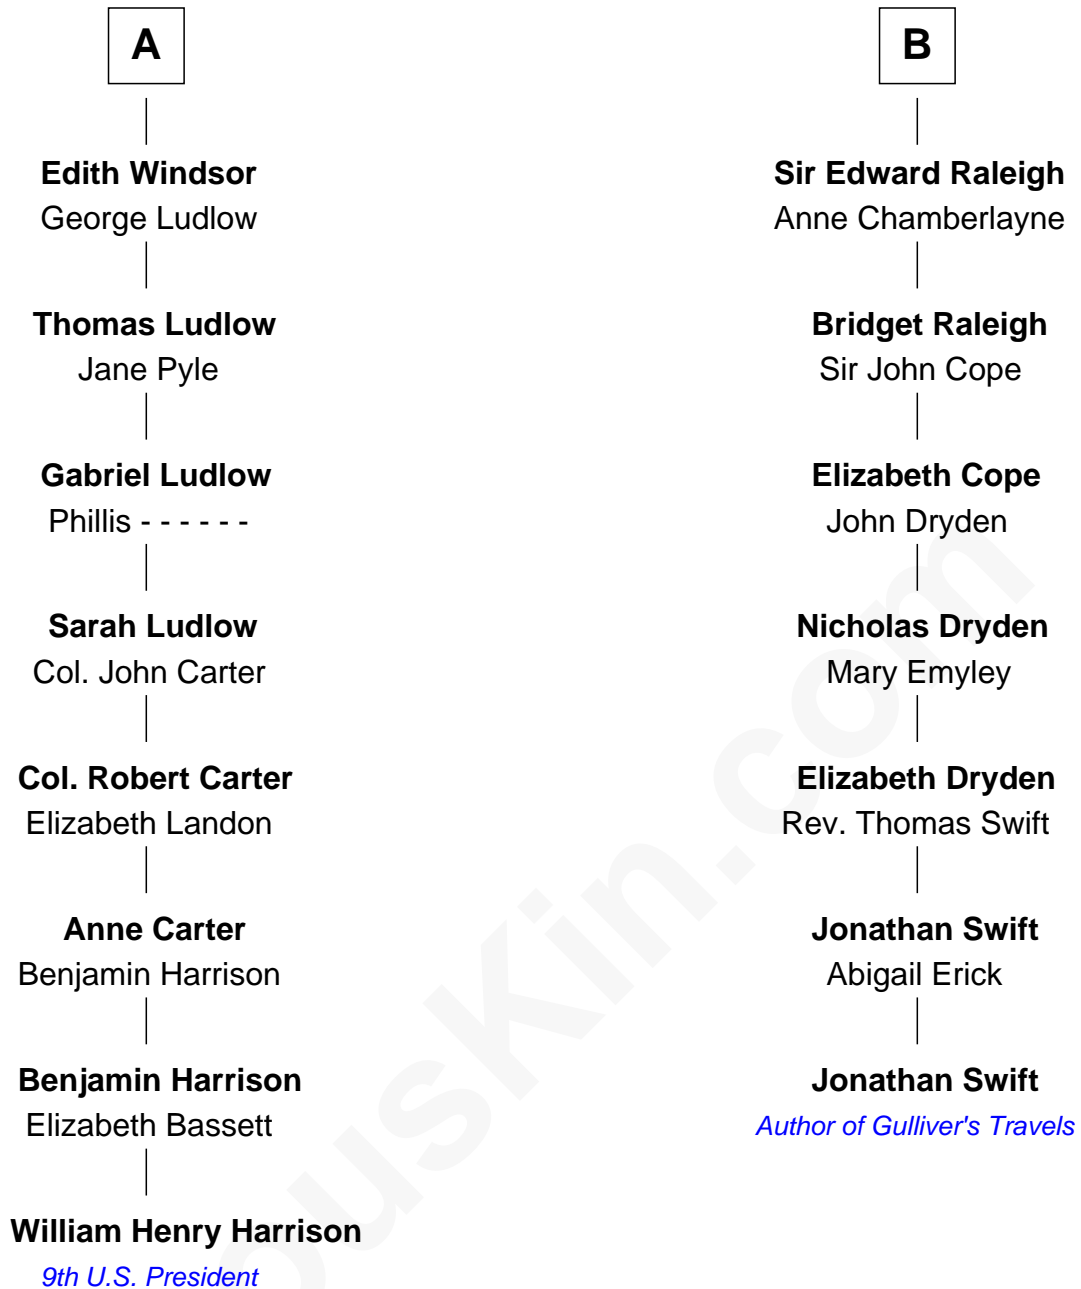 A
Edith Windsor
George Ludlow
Thomas Ludlow
Jane Pyle
Gabriel Ludlow
Phillis - - - - - -
Sarah Ludlow
Col. John Carter
Col. Robert Carter
Elizabeth Landon
Anne Carter
Benjamin Harrison
Benjamin Harrison
Elizabeth Bassett
William Henry Harrison
9th U.S. President
B
Sir Edward Raleigh
Anne Chamberlayne
Bridget Raleigh
Sir John Cope
Elizabeth Cope
John Dryden
Nicholas Dryden
Mary Emyley
Elizabeth Dryden
Rev. Thomas Swift
Jonathan Swift
Abigail Erick
Jonathan Swift
Author of Gulliver's Travels
ousKin.com